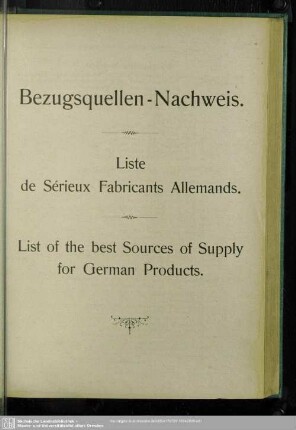 Bezugsquellen-Nachweis.
Liste
de Sérieux Fabricants Allemands.
List of the best Sources of Supply
for German Products.